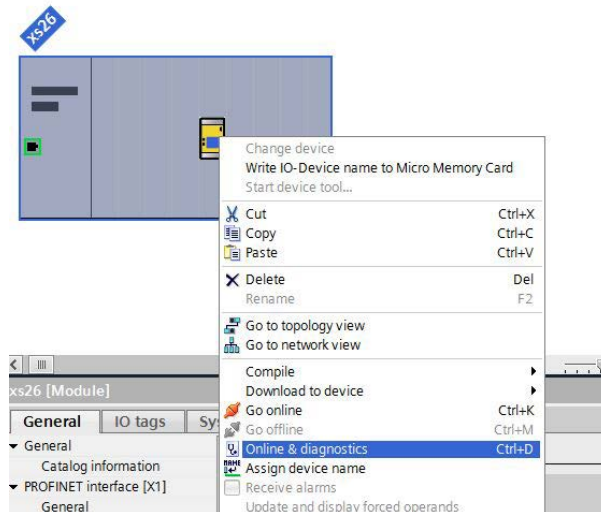 xs26
Change device
Write IO-Device name to Micro Memory Card
Start device tool...
Cut Ctrl+X
Copy Ctrl+C
Paste Ctrl+V
Delete Del
Rename F2
Go to topology view
Go to network view
Compile
Download to device
Go online Ctrl+K
Go offline Ctrl+M
Online & diagnostics Ctrl+D
Assign device name
Receive alarms
Update and display forced operands
xs26 [Module]
General IO tags Sy
General
Catalog information
PROFINET interface [X1]
General